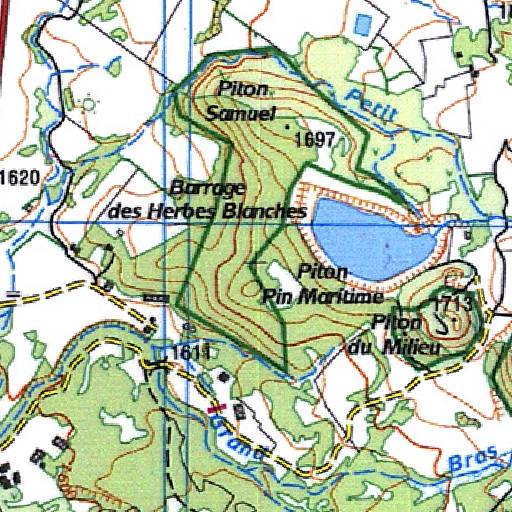 Piton
Samuel
Petit
1697
1620
Barrage
des Herbes Blanches
Piton
Pin Maritime
1713
Piton
du Milieu
1611
Grand
Bras